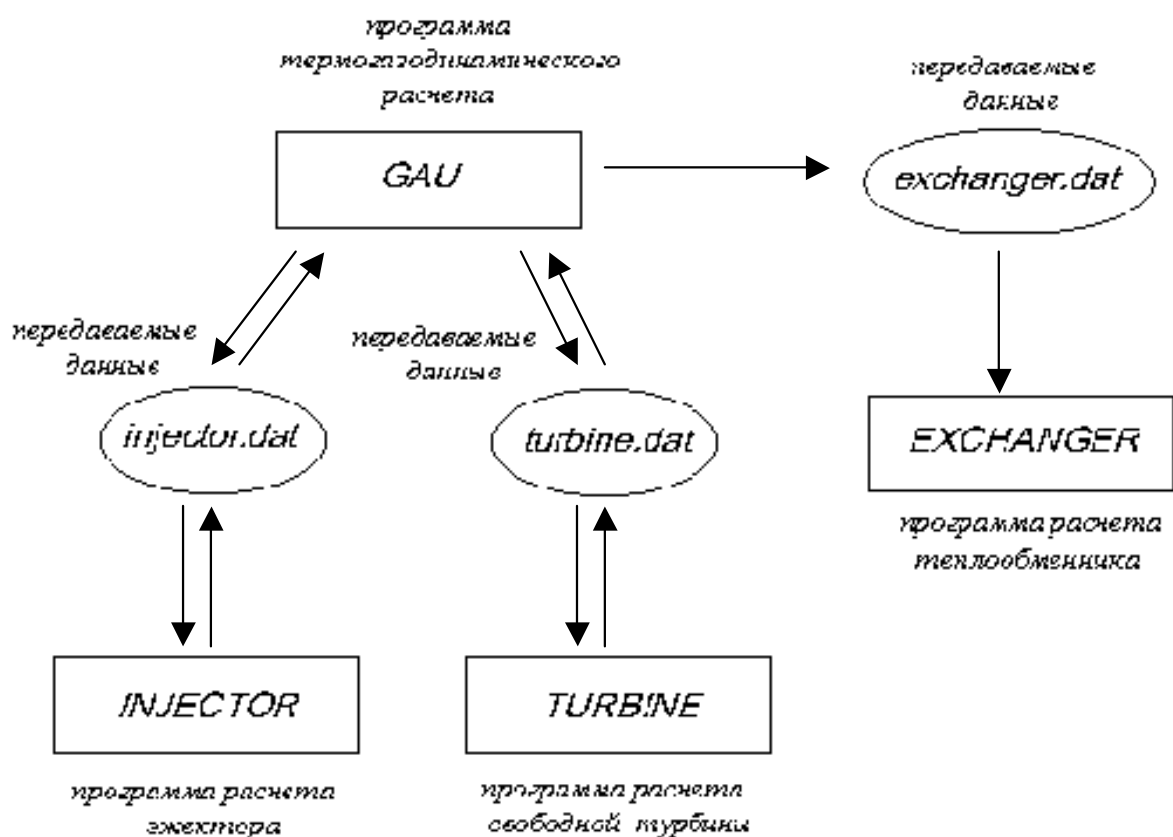 программа
термогазодинамического
расчета
GAU
передаваемые
данные
exchanger.dat
передаваемые
данные
передаваемые
данные
injector.dat
turbine.dat
EXCHANGER
программа расчета
теплообменника
INJECTOR
TURBINE
программа расчета
эжектора
программа расчета
свободной турбины